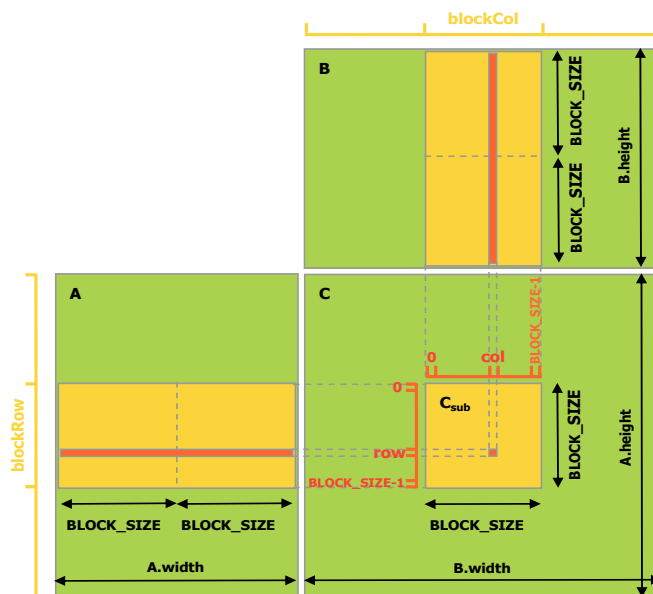 blockCol
B
BLOCK_SIZE
BLOCK_SIZE
B.height
A
C
BLOCK_SIZE-1
0
col
0
C_sub
blockRow
BLOCK_SIZE
A.height
row
BLOCK_SIZE-1
BLOCK_SIZE
BLOCK_SIZE
BLOCK_SIZE
A.width
B.width